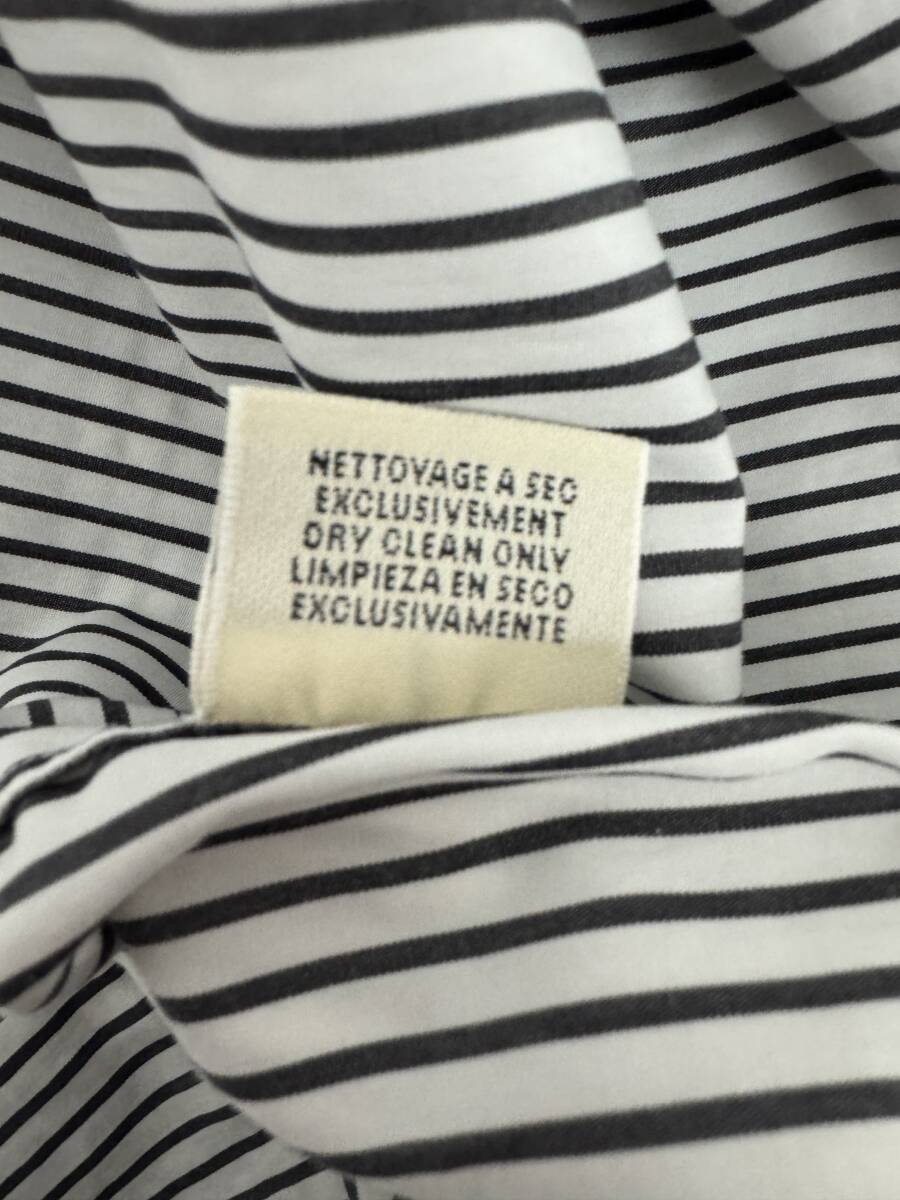 NETTOYAGE A SEC
EXCLUSIVEMENT
DRY CLEAN ONLY
LIMPIEZA EN SECO
EXCLUSIVAMENTE